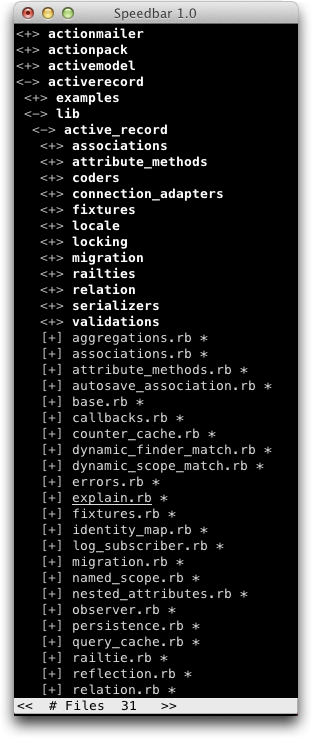 Speedbar 1.0
<+> actionmailer
<+> actionpack
<+> activemodel
<-> activerecord
<+> examples
<-> lib
<-> active_record
<+> associations
<+> attribute_methods
<+> coders
<+> connection_adapters
<+> fixtures
<+> locale
<+> locking
<+> migration
<+> railties
<+> relation
<+> serializers
<+> validations
[+] aggregations.rb *
[+] associations.rb *
[+] attribute_methods.rb *
[+] autosave_association.rb *
[+] base.rb *
[+] callbacks.rb *
[+] counter_cache.rb *
[+] dynamic_finder_match.rb *
[+] dynamic_scope_match.rb *
[+] errors.rb *
[+] explain.rb *
[+] fixtures.rb *
[+] identity_map.rb *
[+] log_subscriber.rb *
[+] migration.rb *
[+] named_scope.rb *
[+] nested_attributes.rb *
[+] observer.rb *
[+] persistence.rb *
[+] query_cache.rb *
[+] railtie.rb *
[+] reflection.rb *
[+] relation.rb *
<< # Files 31 >>